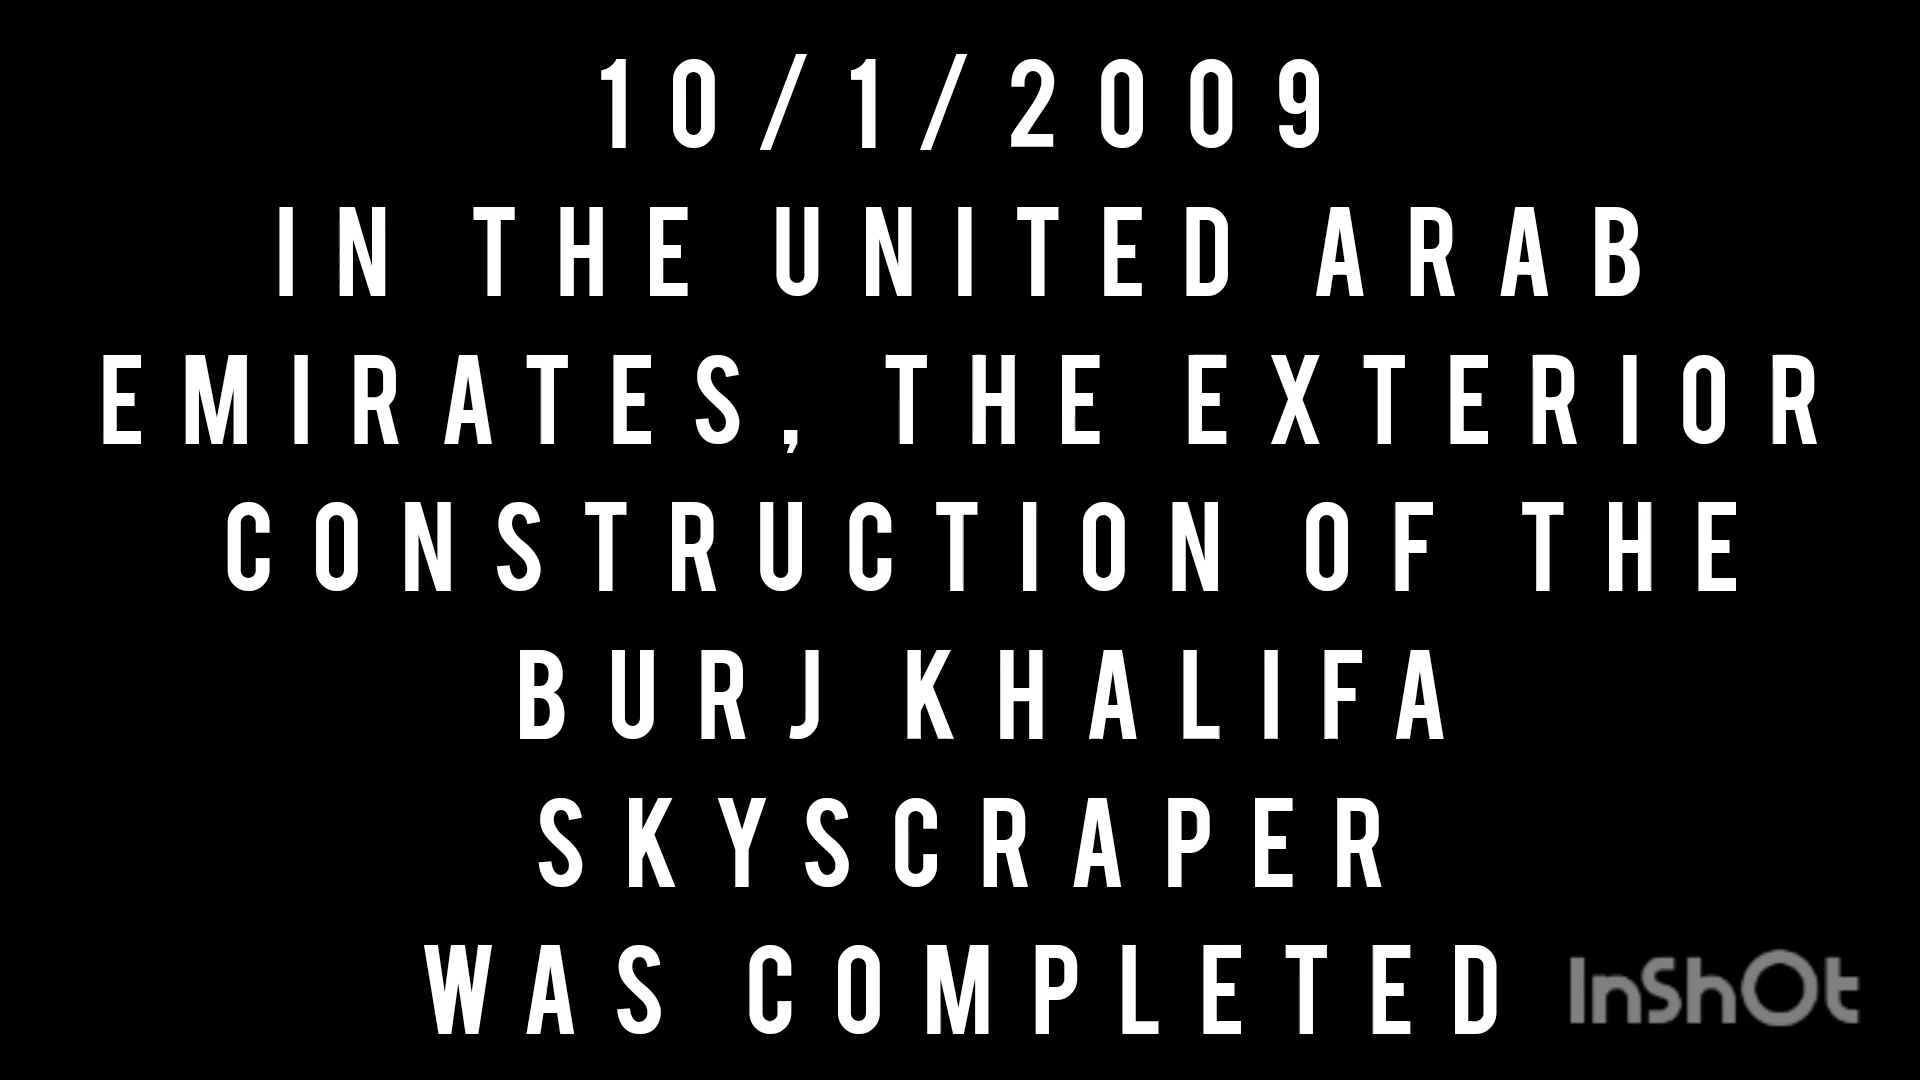 10/1/2009
IN THE UNITED ARAB
EMIRATES, THE EXTERIOR
CONSTRUCTION OF THE
BURJ KHALIFA
SKYSCRAPER
WAS COMPLETED
InShOt